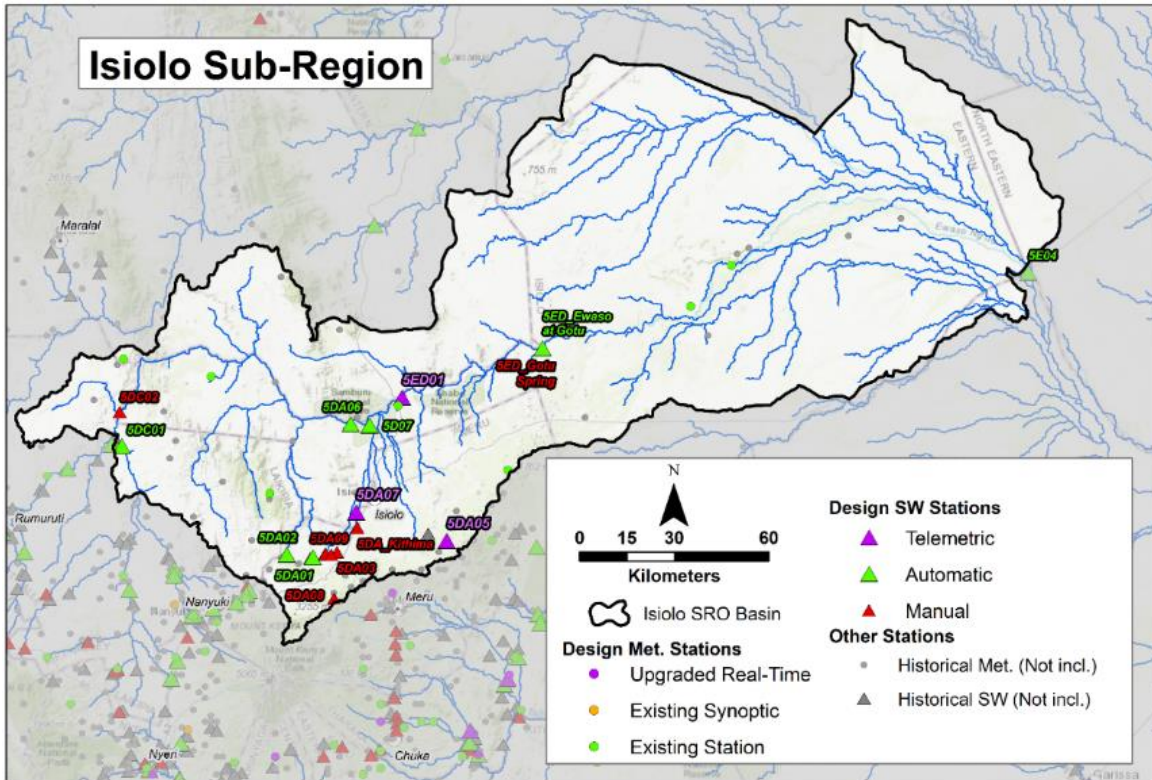 Isiolo Sub-Region
Maralal
755 m
NORTH EASTERN
EASTERN
5E04
5ED_Ewaso
at Gotu
5ED_Gotu
Spring
5ED01
5DC02
5DC01
5DA06
5D07
Rumuruti
5DA07
Isiolo
5DA02
5DA09
5DA_Kithima
5DA05
5DA01
5DA03
5DA08
Nanyuki
Meru
Nyeri
Chuka
Garissa
N
0 15 30 60
Kilometers
Isiolo SRO Basin
Design Met. Stations
Upgraded Real-Time
Existing Synoptic
Existing Station
Design SW Stations
Telemetric
Automatic
Manual
Other Stations
Historical Met. (Not incl.)
Historical SW (Not incl.)